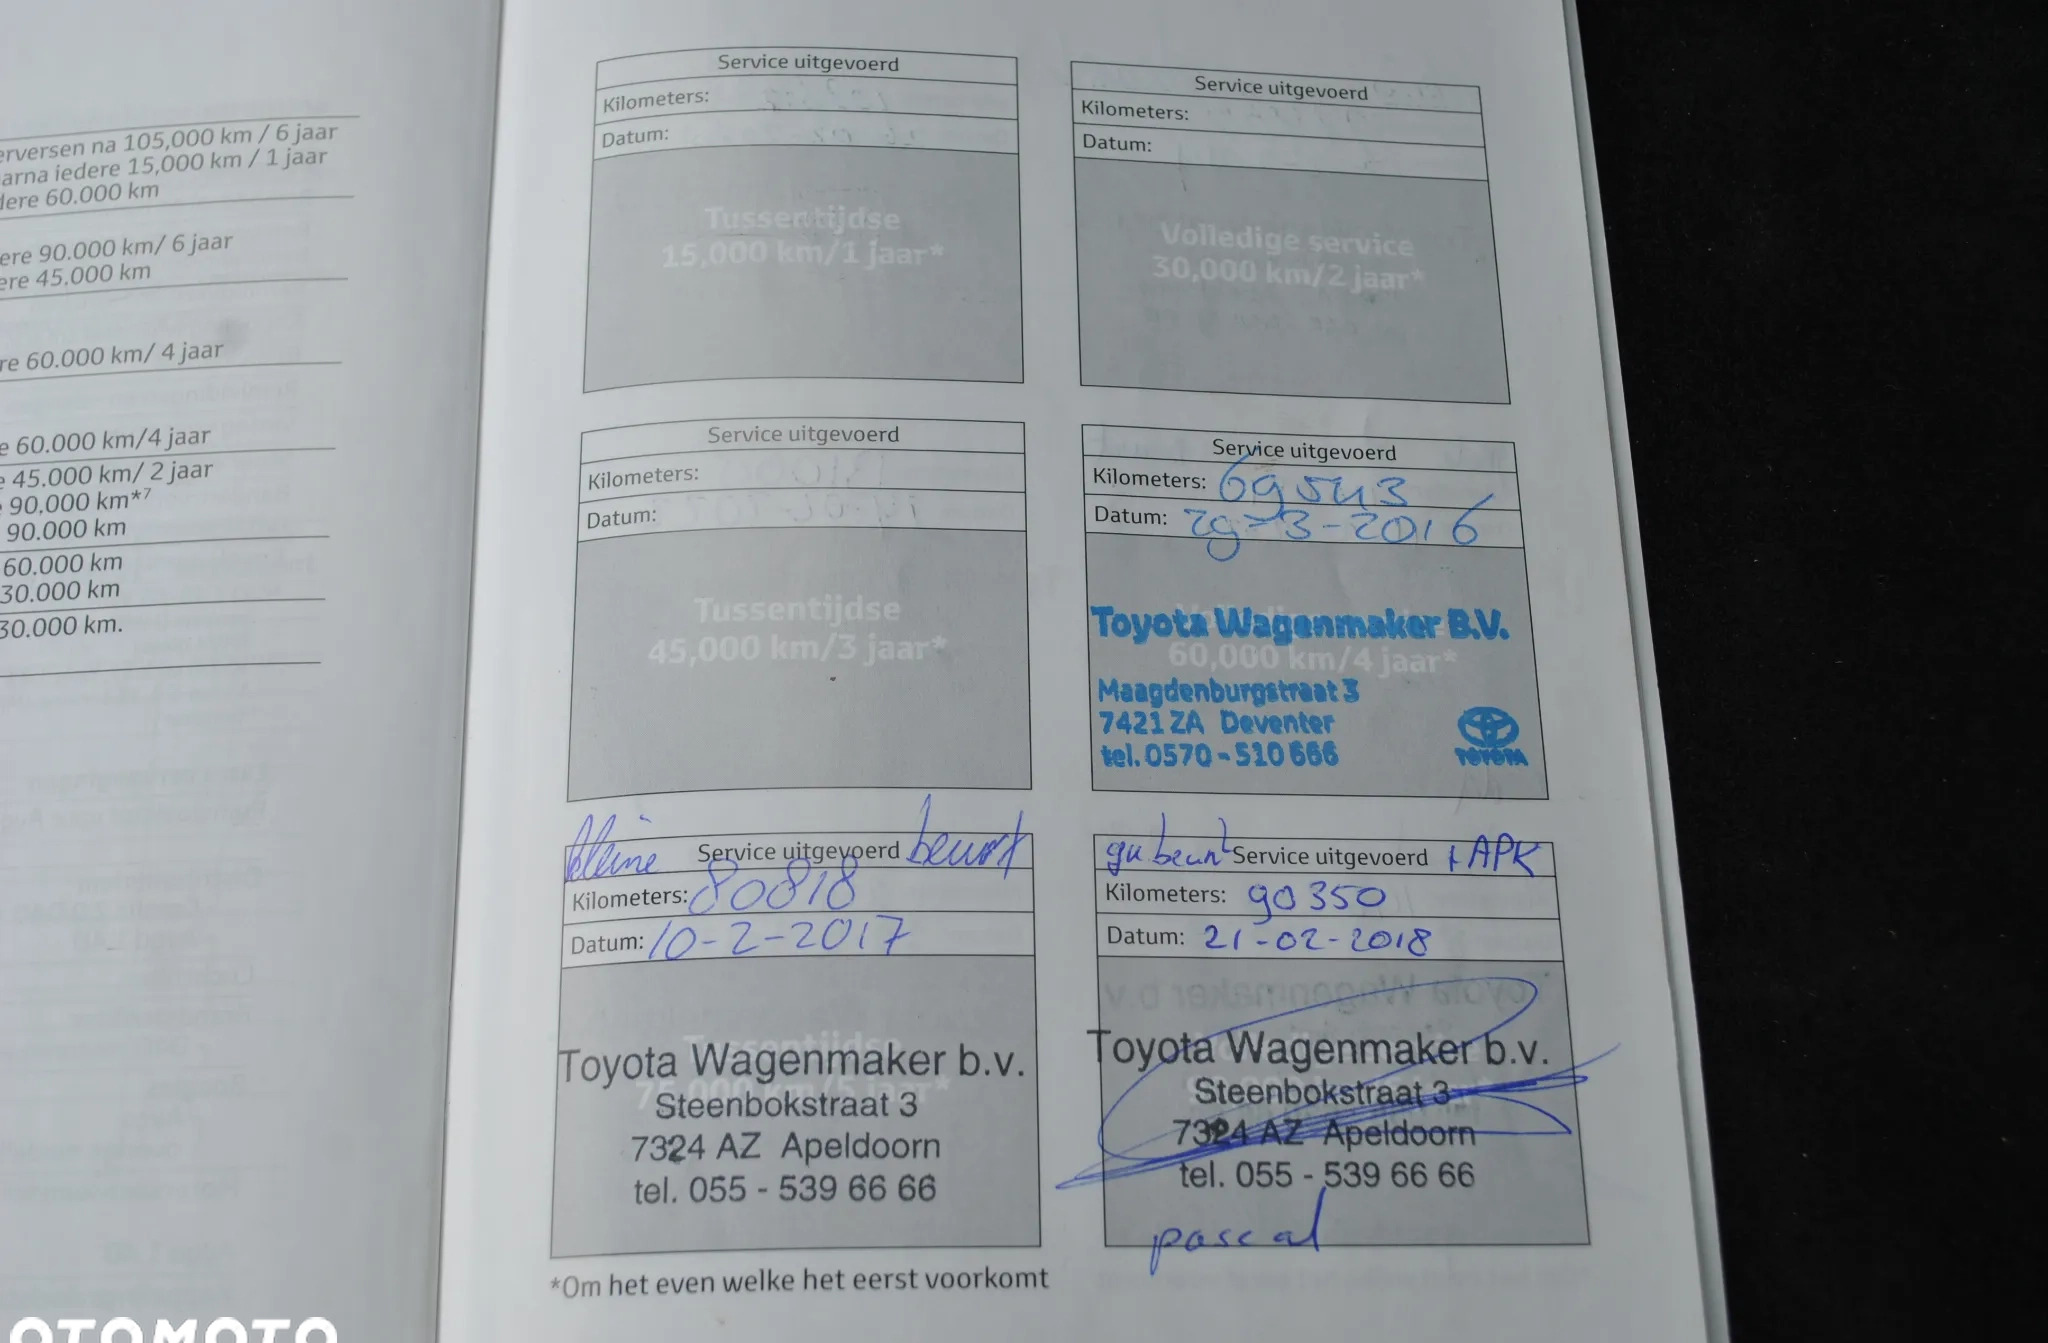 erversen na 105,000 km / 6 jaar
arna iedere 15,000 km / 1 jaar
dere 60.000 km
ere 90.000 km/ 6 jaar
ere 45.000 km
re 60.000 km/ 4 jaar
e 60.000 km/4 jaar
e 45.000 km/ 2 jaar
90,000 km*7
90.000 km
60.000 km
30.000 km
30.000 km.
Service uitgevoerd
Kilometers:
Datum:
Tussentijdse
15,000 km/1 jaar*
Service uitgevoerd
Kilometers:
Datum:
Volledige service
30,000 km/2 jaar*
Service uitgevoerd
Kilometers:
Datum:
Tussentijdse
45,000 km/3 jaar*
Service uitgevoerd
Kilometers: 69543
Datum: 29-3-2016
Toyota Wagenmaker B.V.
60,000 km/4 jaar*
Maagdenburgstraat 3
7421 ZA Deventer
tel. 0570 - 510 666
TOYOTA
kleine Service uitgevoerd beurt
Kilometers: 80818
Datum: 10-2-2017
Tussentijdse
Toyota Wagenmaker b.v.
75,000 km/5 jaar*
Steenbokstraat 3
7324 AZ Apeldoorn
tel. 055 - 539 66 66
beurt Service uitgevoerd + APK
Kilometers: 90350
Datum: 21-02-2018
Toyota Wagenmaker b.v.
Steenbokstraat 3
7324 AZ Apeldoorn
tel. 055 - 539 66 66
pascal
*Om het even welke het eerst voorkomt
OTOMOTO